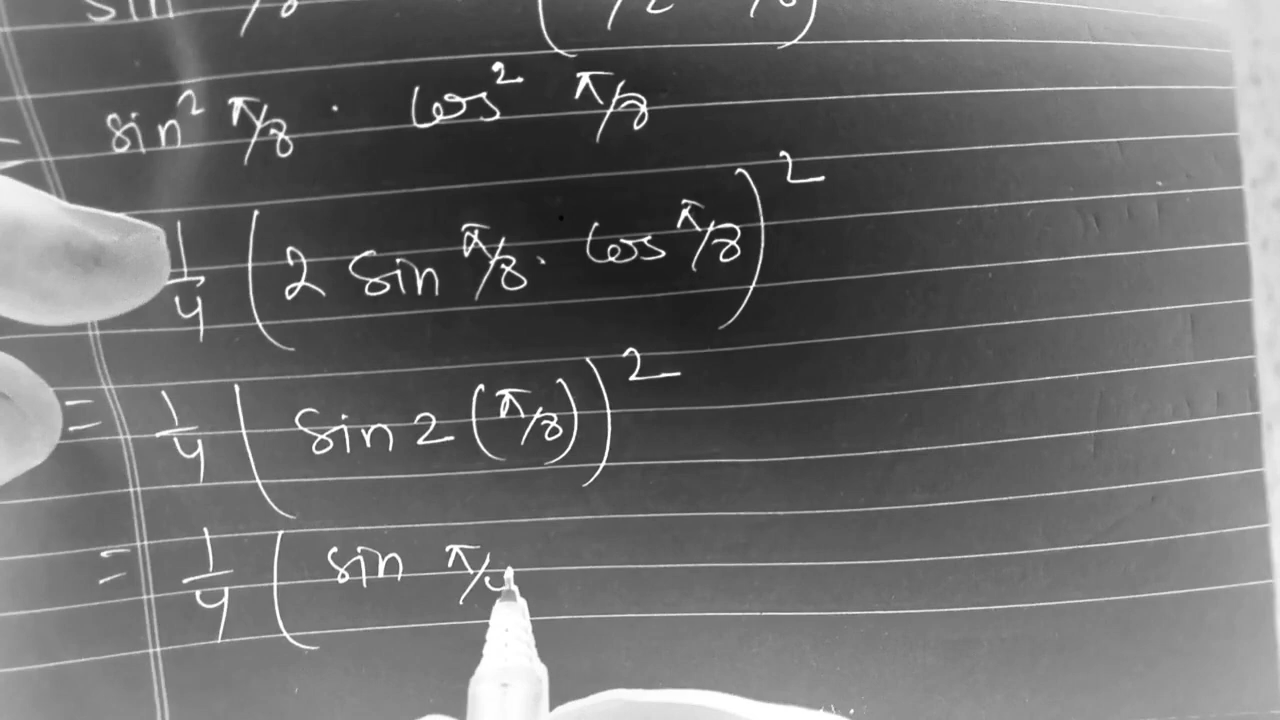 sin
sin² π/8 · cos² π/8
1/4 ( 2 sin π/8 · cos π/8 )²
= 1/4 ( sin 2 (π/8) )²
= 1/4 ( sin π/4